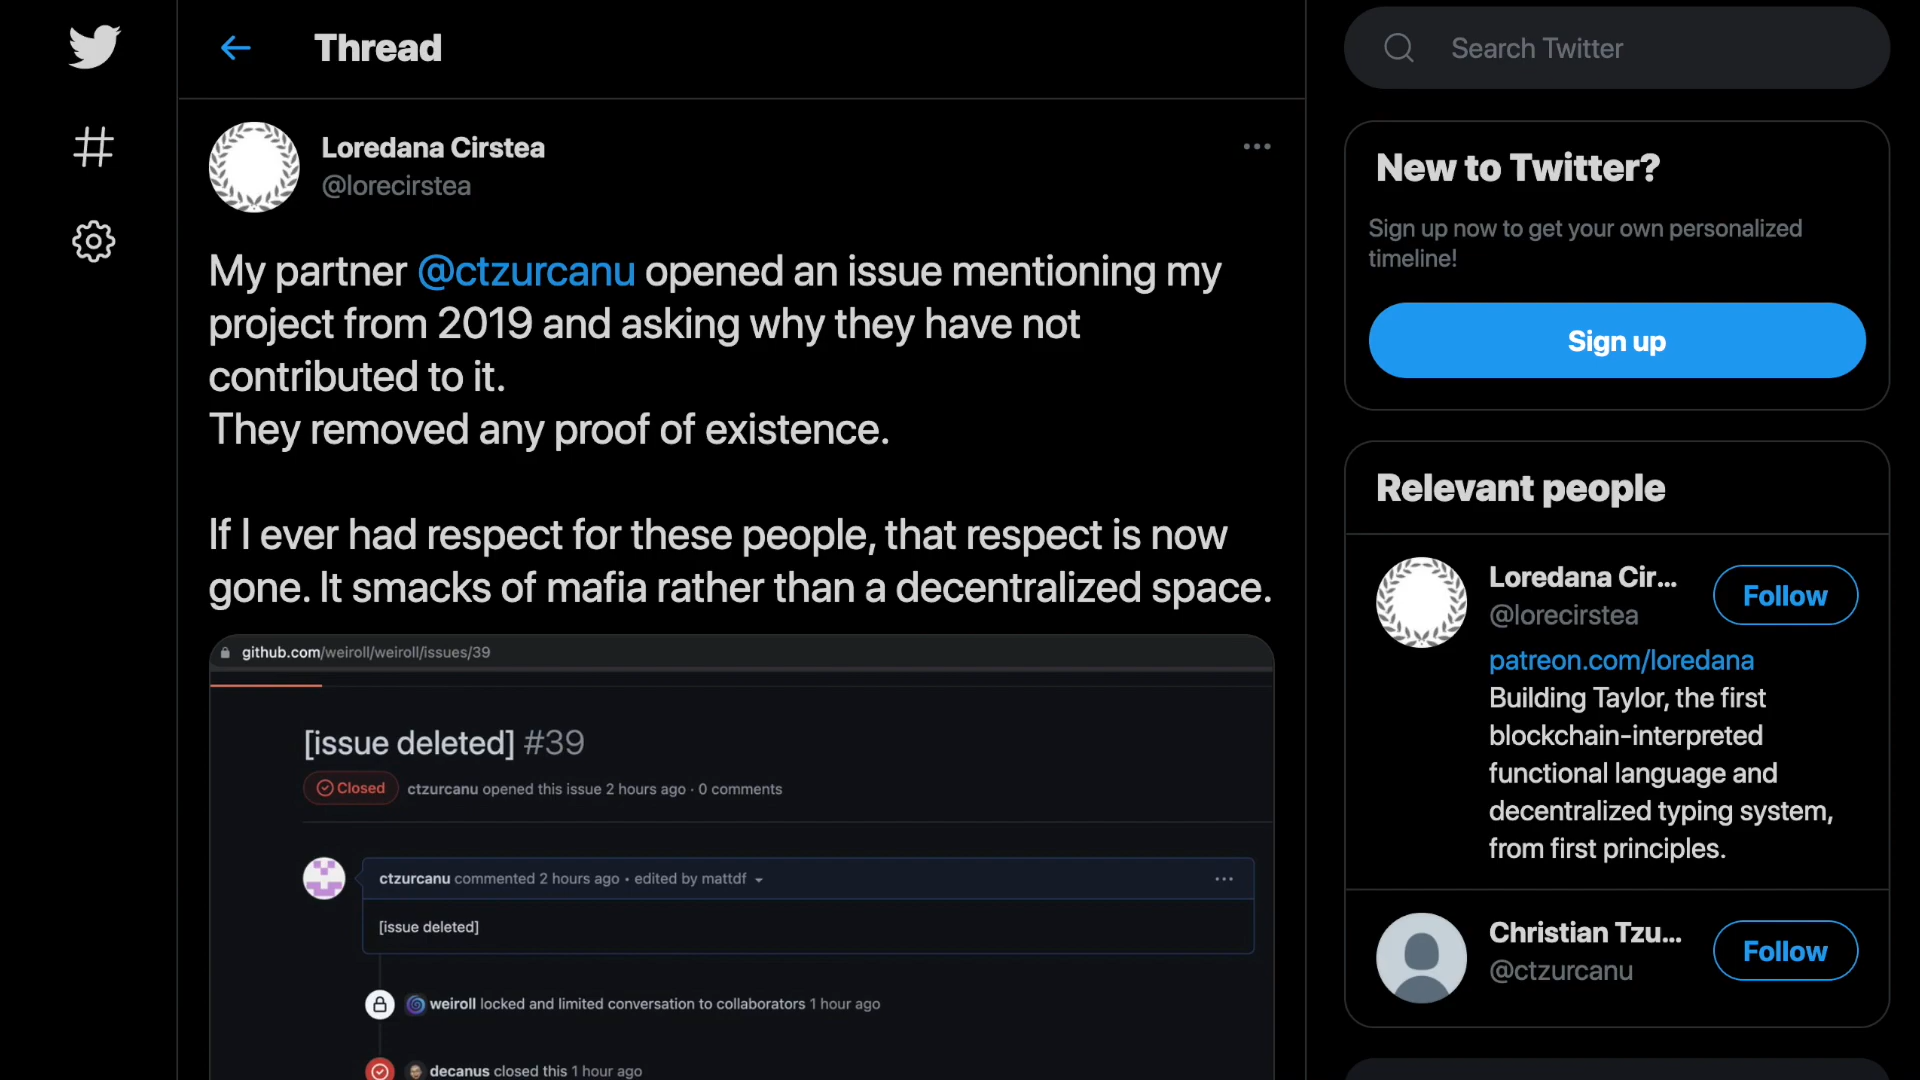 Thread
Search Twitter
Loredana Cirstea
@lorecirstea
My partner @ctzurcanu opened an issue mentioning my
project from 2019 and asking why they have not
contributed to it.
They removed any proof of existence.
If I ever had respect for these people, that respect is now
gone. It smacks of mafia rather than a decentralized space.
github.com/weiroll/weiroll/issues/39
[issue deleted] #39
Closed
ctzurcanu opened this issue 2 hours ago · 0 comments
ctzurcanu commented 2 hours ago • edited by mattdf
[issue deleted]
weiroll locked and limited conversation to collaborators 1 hour ago
decanus closed this 1 hour ago
New to Twitter?
Sign up now to get your own personalized
timeline!
Sign up
Relevant people
Loredana Cir...
@lorecirstea
Follow
patreon.com/loredana
Building Taylor, the first
blockchain-interpreted
functional language and
decentralized typing system,
from first principles.
Christian Tzu...
@ctzurcanu
Follow